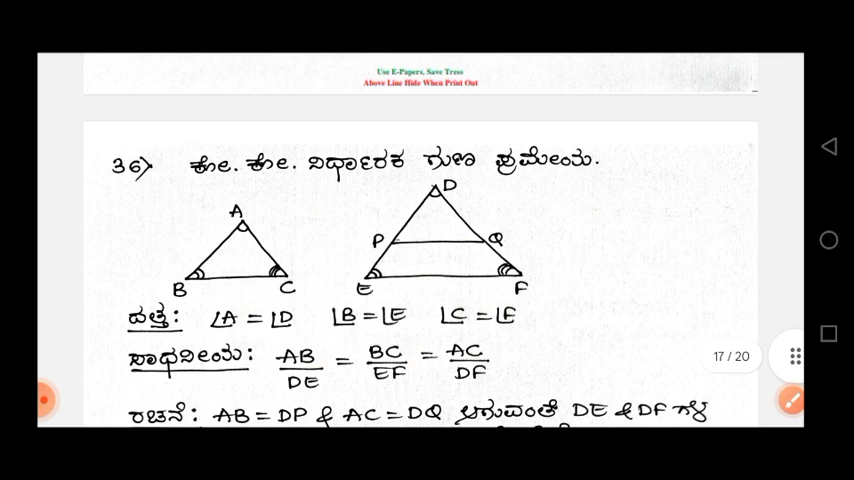 Use E-Papers, Save Tress
Above Line Hide When Print Out
36) ಕೋ. ಕೋ. ನಿರ್ಧಾರಕ ಗುಣ ಪ್ರಮೇಯ.
A
D
P Q
B C
E F
ದತ್ತ: ∠A = ∠D ∠B = ∠E ∠C = ∠F
ಸಾಧನೀಯ: AB/DE = BC/EF = AC/DF
17 / 20
ರಚನೆ: AB = DP & AC = DQ ಆಗುವಂತೆ DE & DF ಗಳ